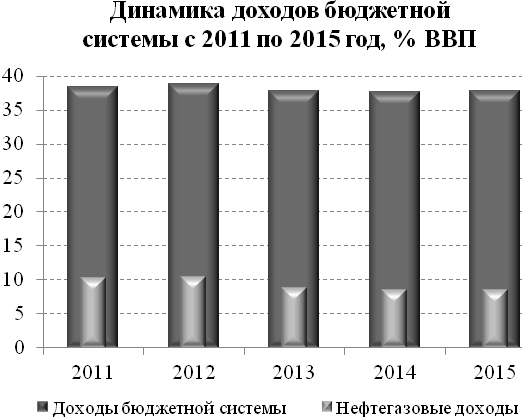 Динамика доходов бюджетной
системы с 2011 по 2015 год, % ВВП
40
35
30
25
20
15
10
5
0
2011 2012 2013 2014 2015
Доходы бюджетной системы Нефтегазовые доходы